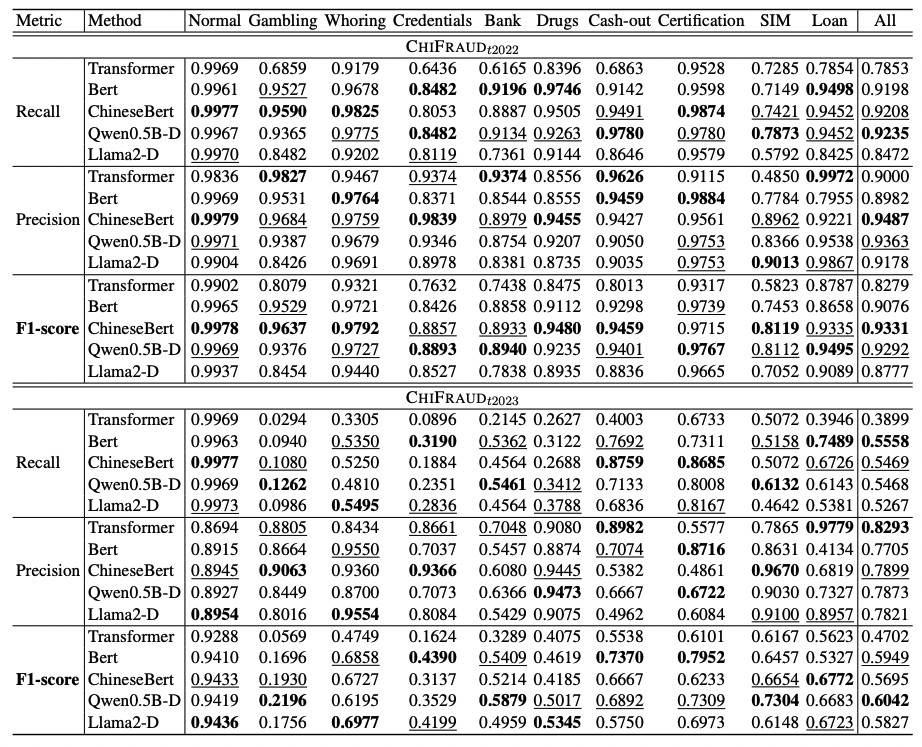 Metric Method Normal Gambling Whoring Credentials Bank Drugs Cash-out Certification SIM Loan All
CHIFRAUDt2022
Transformer 0.9969 0.6859 0.9179 0.6436 0.6165 0.8396 0.6863 0.9528 0.7285 0.7854 0.7853
Bert 0.9961 0.9527 0.9678 0.8482 0.9196 0.9746 0.9142 0.9598 0.7149 0.9498 0.9198
Recall ChineseBert 0.9977 0.9590 0.9825 0.8053 0.8887 0.9505 0.9491 0.9874 0.7421 0.9452 0.9208
Qwen0.5B-D 0.9967 0.9365 0.9775 0.8482 0.9134 0.9263 0.9780 0.9780 0.7873 0.9452 0.9235
Llama2-D 0.9970 0.8482 0.9202 0.8119 0.7361 0.9144 0.8646 0.9579 0.5792 0.8425 0.8472
Transformer 0.9836 0.9827 0.9467 0.9374 0.9374 0.8556 0.9626 0.9115 0.4850 0.9972 0.9000
Bert 0.9969 0.9531 0.9764 0.8371 0.8544 0.8555 0.9459 0.9884 0.7784 0.7955 0.8982
Precision ChineseBert 0.9979 0.9684 0.9759 0.9839 0.8979 0.9455 0.9427 0.9561 0.8962 0.9221 0.9487
Qwen0.5B-D 0.9971 0.9387 0.9679 0.9346 0.8754 0.9207 0.9050 0.9753 0.8366 0.9538 0.9363
Llama2-D 0.9904 0.8426 0.9691 0.8978 0.8381 0.8735 0.9035 0.9753 0.9013 0.9867 0.9178
Transformer 0.9902 0.8079 0.9321 0.7632 0.7438 0.8475 0.8013 0.9317 0.5823 0.8787 0.8279
Bert 0.9965 0.9529 0.9721 0.8426 0.8858 0.9112 0.9298 0.9739 0.7453 0.8658 0.9076
F1-score ChineseBert 0.9978 0.9637 0.9792 0.8857 0.8933 0.9480 0.9459 0.9715 0.8119 0.9335 0.9331
Qwen0.5B-D 0.9969 0.9376 0.9727 0.8893 0.8940 0.9235 0.9401 0.9767 0.8112 0.9495 0.9292
Llama2-D 0.9937 0.8454 0.9440 0.8527 0.7838 0.8935 0.8836 0.9665 0.7052 0.9089 0.8777
CHIFRAUDt2023
Transformer 0.9969 0.0294 0.3305 0.0896 0.2145 0.2627 0.4003 0.6733 0.5072 0.3946 0.3899
Bert 0.9963 0.0940 0.5350 0.3190 0.5362 0.3122 0.7692 0.7311 0.5158 0.7489 0.5558
Recall ChineseBert 0.9977 0.1080 0.5250 0.1884 0.4564 0.2688 0.8759 0.8685 0.5072 0.6726 0.5469
Qwen0.5B-D 0.9969 0.1262 0.4810 0.2351 0.5461 0.3412 0.7133 0.8008 0.6132 0.6143 0.5468
Llama2-D 0.9973 0.0986 0.5495 0.2836 0.4564 0.3788 0.6836 0.8167 0.4642 0.5381 0.5267
Transformer 0.8694 0.8805 0.8434 0.8661 0.7048 0.9080 0.8982 0.5577 0.7865 0.9779 0.8293
Bert 0.8915 0.8664 0.9550 0.7037 0.5457 0.8874 0.7074 0.8716 0.8631 0.4134 0.7705
Precision ChineseBert 0.8945 0.9063 0.9360 0.9366 0.6080 0.9445 0.5382 0.4861 0.9670 0.6819 0.7899
Qwen0.5B-D 0.8927 0.8449 0.8700 0.7073 0.6366 0.9473 0.6667 0.6722 0.9030 0.7327 0.7873
Llama2-D 0.8954 0.8016 0.9554 0.8084 0.5429 0.9075 0.4962 0.6084 0.9100 0.8957 0.7821
Transformer 0.9288 0.0569 0.4749 0.1624 0.3289 0.4075 0.5538 0.6101 0.6167 0.5623 0.4702
Bert 0.9410 0.1696 0.6858 0.4390 0.5409 0.4619 0.7370 0.7952 0.6457 0.5327 0.5949
F1-score ChineseBert 0.9433 0.1930 0.6727 0.3137 0.5214 0.4185 0.6667 0.6233 0.6654 0.6772 0.5695
Qwen0.5B-D 0.9419 0.2196 0.6195 0.3529 0.5879 0.5017 0.6892 0.7309 0.7304 0.6683 0.6042
Llama2-D 0.9436 0.1756 0.6977 0.4199 0.4959 0.5345 0.5750 0.6973 0.6148 0.6723 0.5827